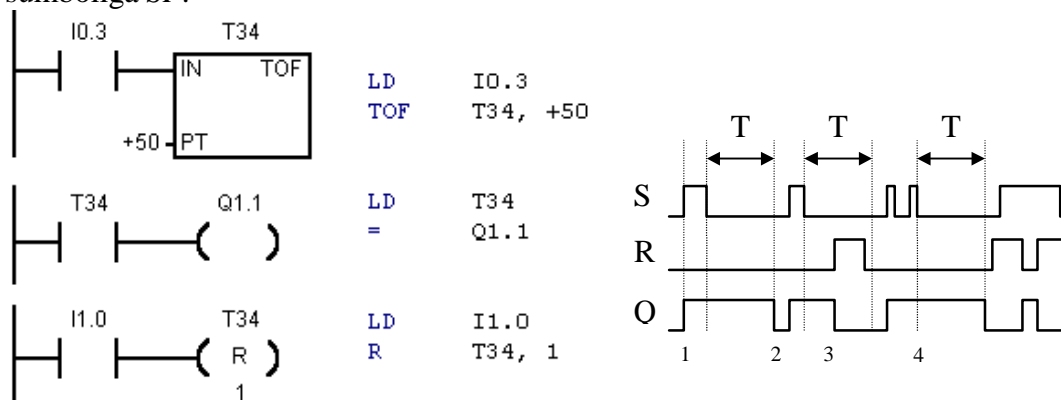 I0.3 T34
IN TOF
+50 PT
LD I0.3
TOF T34, +50
T34 Q1.1
LD T34
= Q1.1
I1.0 T34
R
1
LD I1.0
R T34, 1
T T T
S
R
Q
1 2 3 4